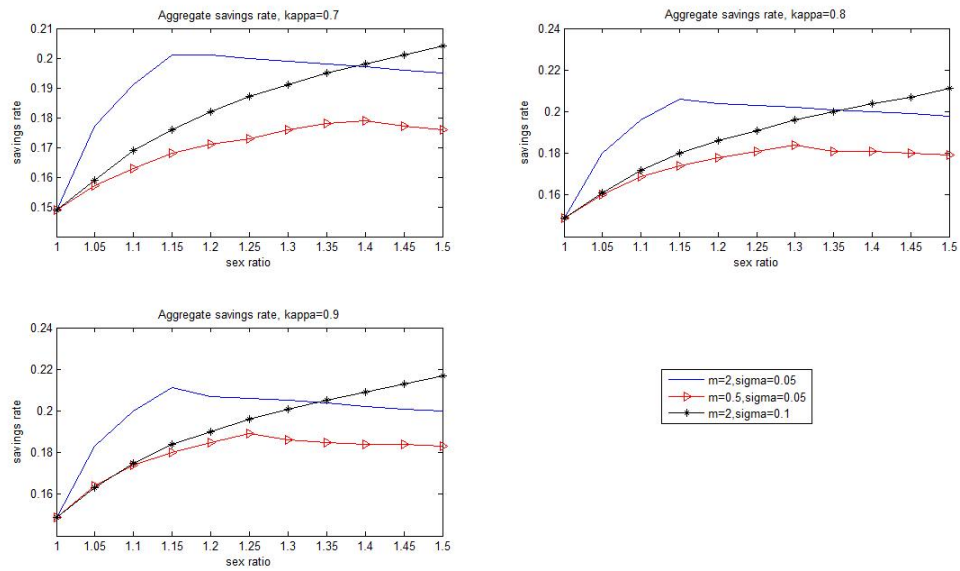 Aggregate savings rate, kappa=0.7
0.21
0.2
0.19
0.18
0.17
0.16
0.15
savings rate
1 1.05 1.1 1.15 1.2 1.25 1.3 1.35 1.4 1.45 1.5
sex ratio
Aggregate savings rate, kappa=0.8
0.24
0.22
0.2
0.18
0.16
savings rate
1 1.05 1.1 1.15 1.2 1.25 1.3 1.35 1.4 1.45 1.5
sex ratio
Aggregate savings rate, kappa=0.9
0.24
0.22
0.2
0.18
0.16
savings rate
1 1.05 1.1 1.15 1.2 1.25 1.3 1.35 1.4 1.45 1.5
sex ratio
m=2,sigma=0.05
m=0.5,sigma=0.05
m=2,sigma=0.1